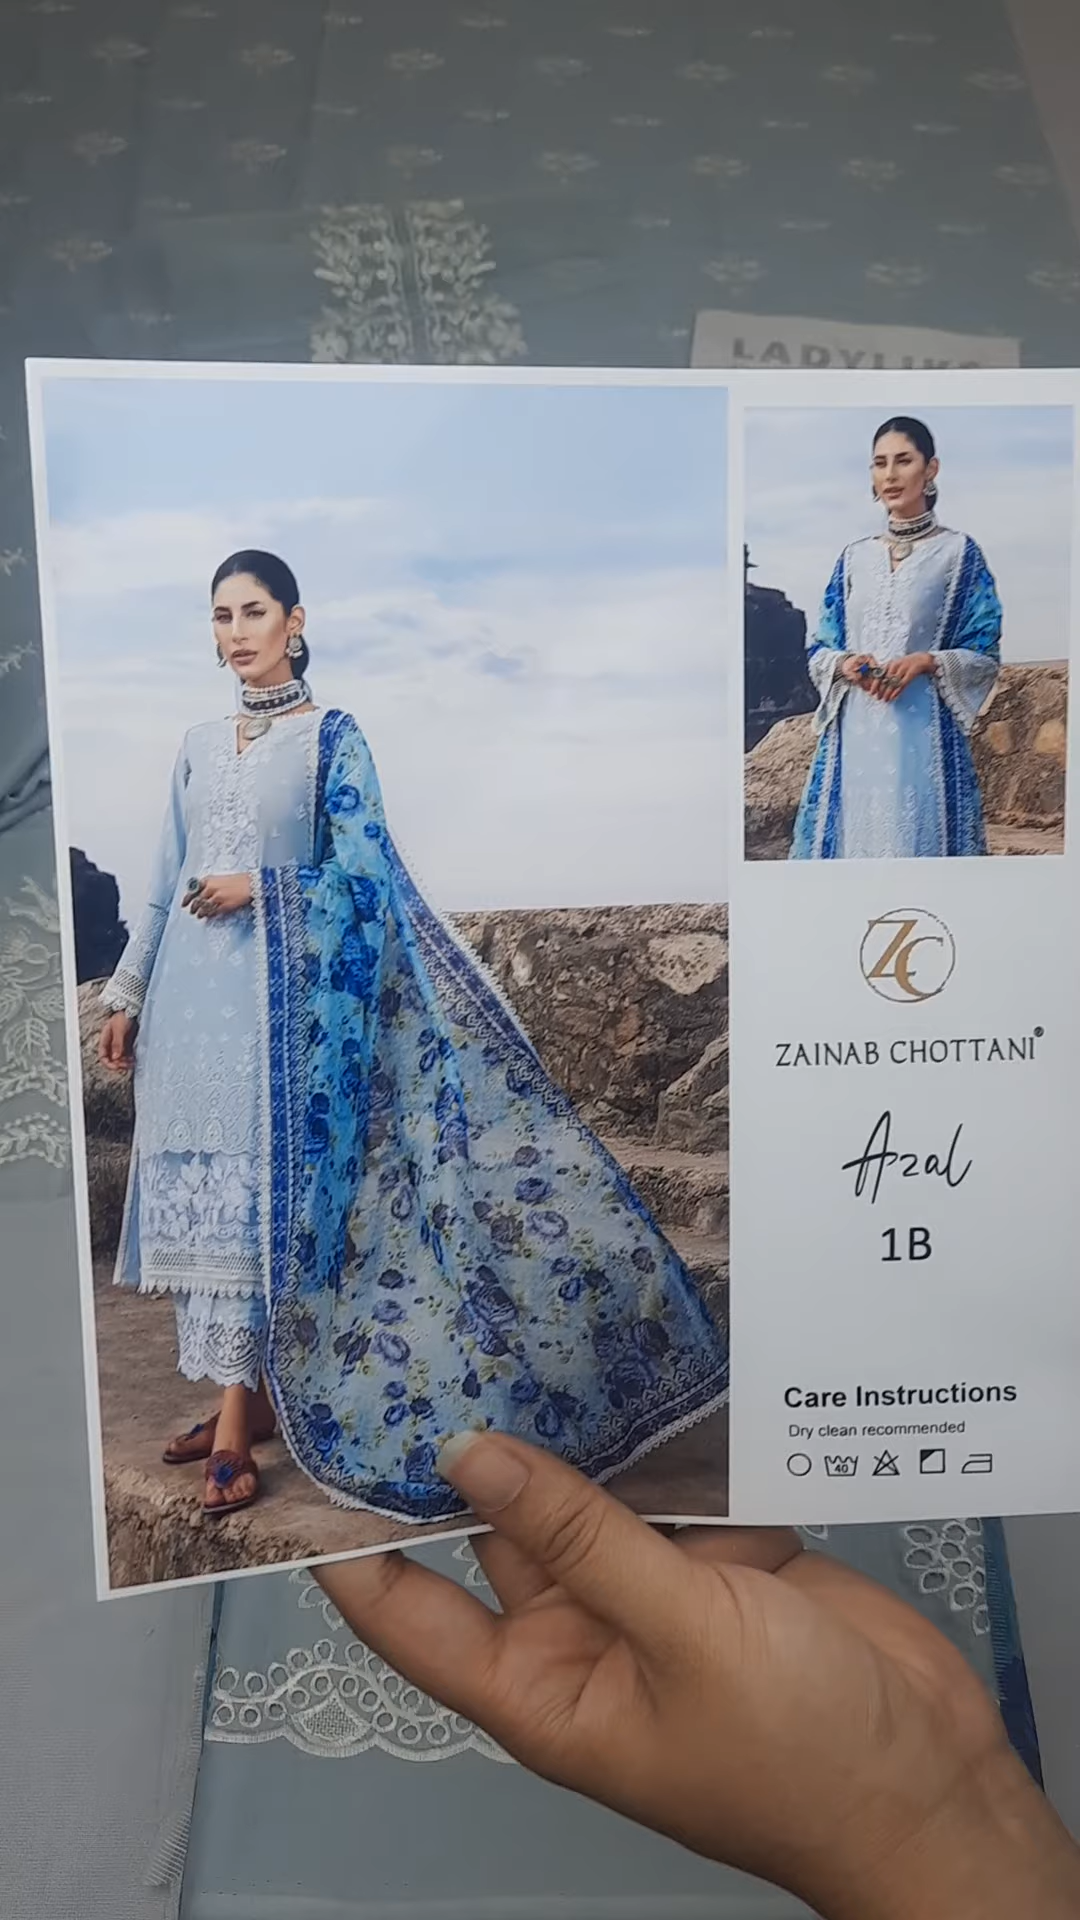 LADYLIKE
ZC
ZAINAB CHOTTANI®
Azal
1B
Care Instructions
Dry clean recommended
40